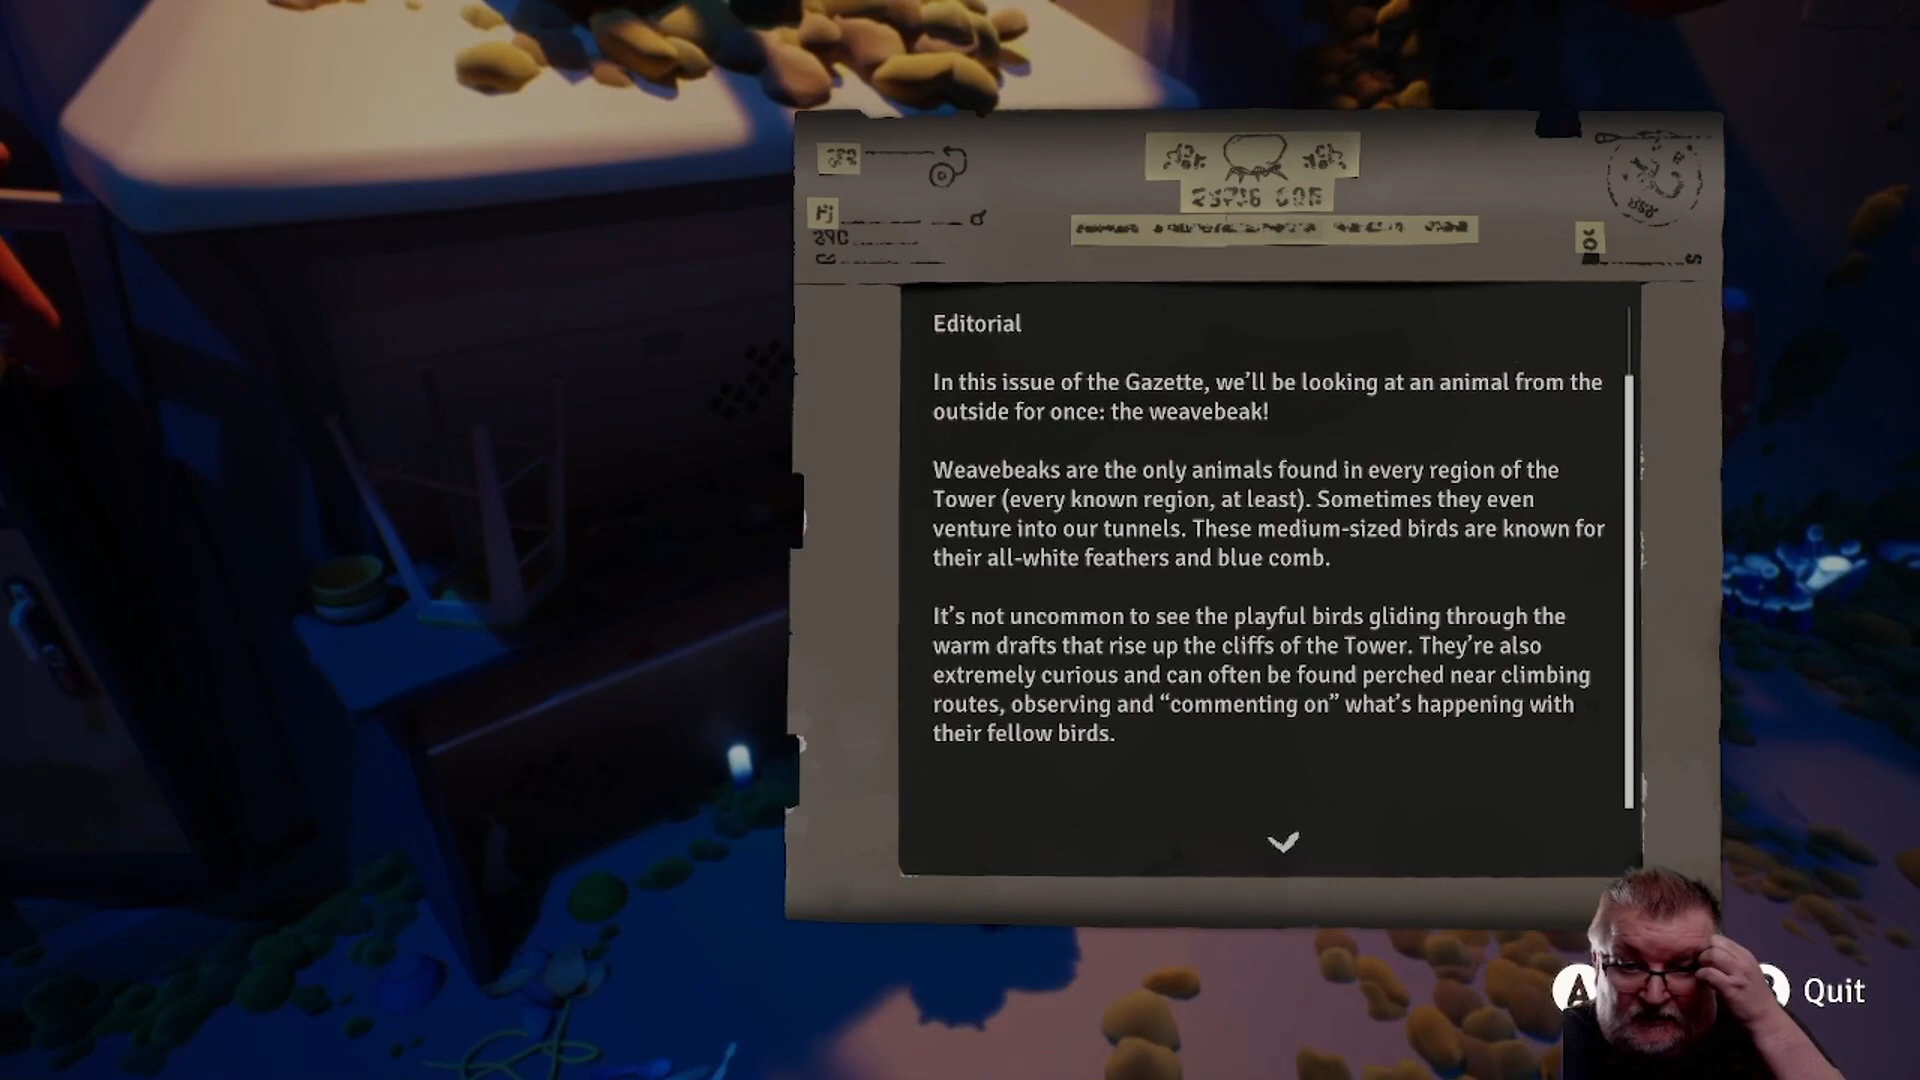 Editorial
In this issue of the Gazette, we'll be looking at an animal from the
outside for once: the weavebeak!
Weavebeaks are the only animals found in every region of the
Tower (every known region, at least). Sometimes they even
venture into our tunnels. These medium-sized birds are known for
their all-white feathers and blue comb.
It's not uncommon to see the playful birds gliding through the
warm drafts that rise up the cliffs of the Tower. They're also
extremely curious and can often be found perched near climbing
routes, observing and “commenting on” what's happening with
their fellow birds.
A
Quit